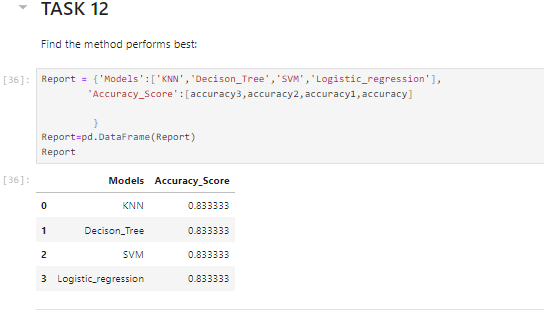 TASK 12
Find the method performs best:
[36]: Report = {'Models':['KNN','Decison_Tree','SVM','Logistic_regression'],
'Accuracy_Score':[accuracy3,accuracy2,accuracy1,accuracy]
}
Report=pd.DataFrame(Report)
Report
[36]: Models Accuracy_Score
0 KNN 0.833333
1 Decison_Tree 0.833333
2 SVM 0.833333
3 Logistic_regression 0.833333